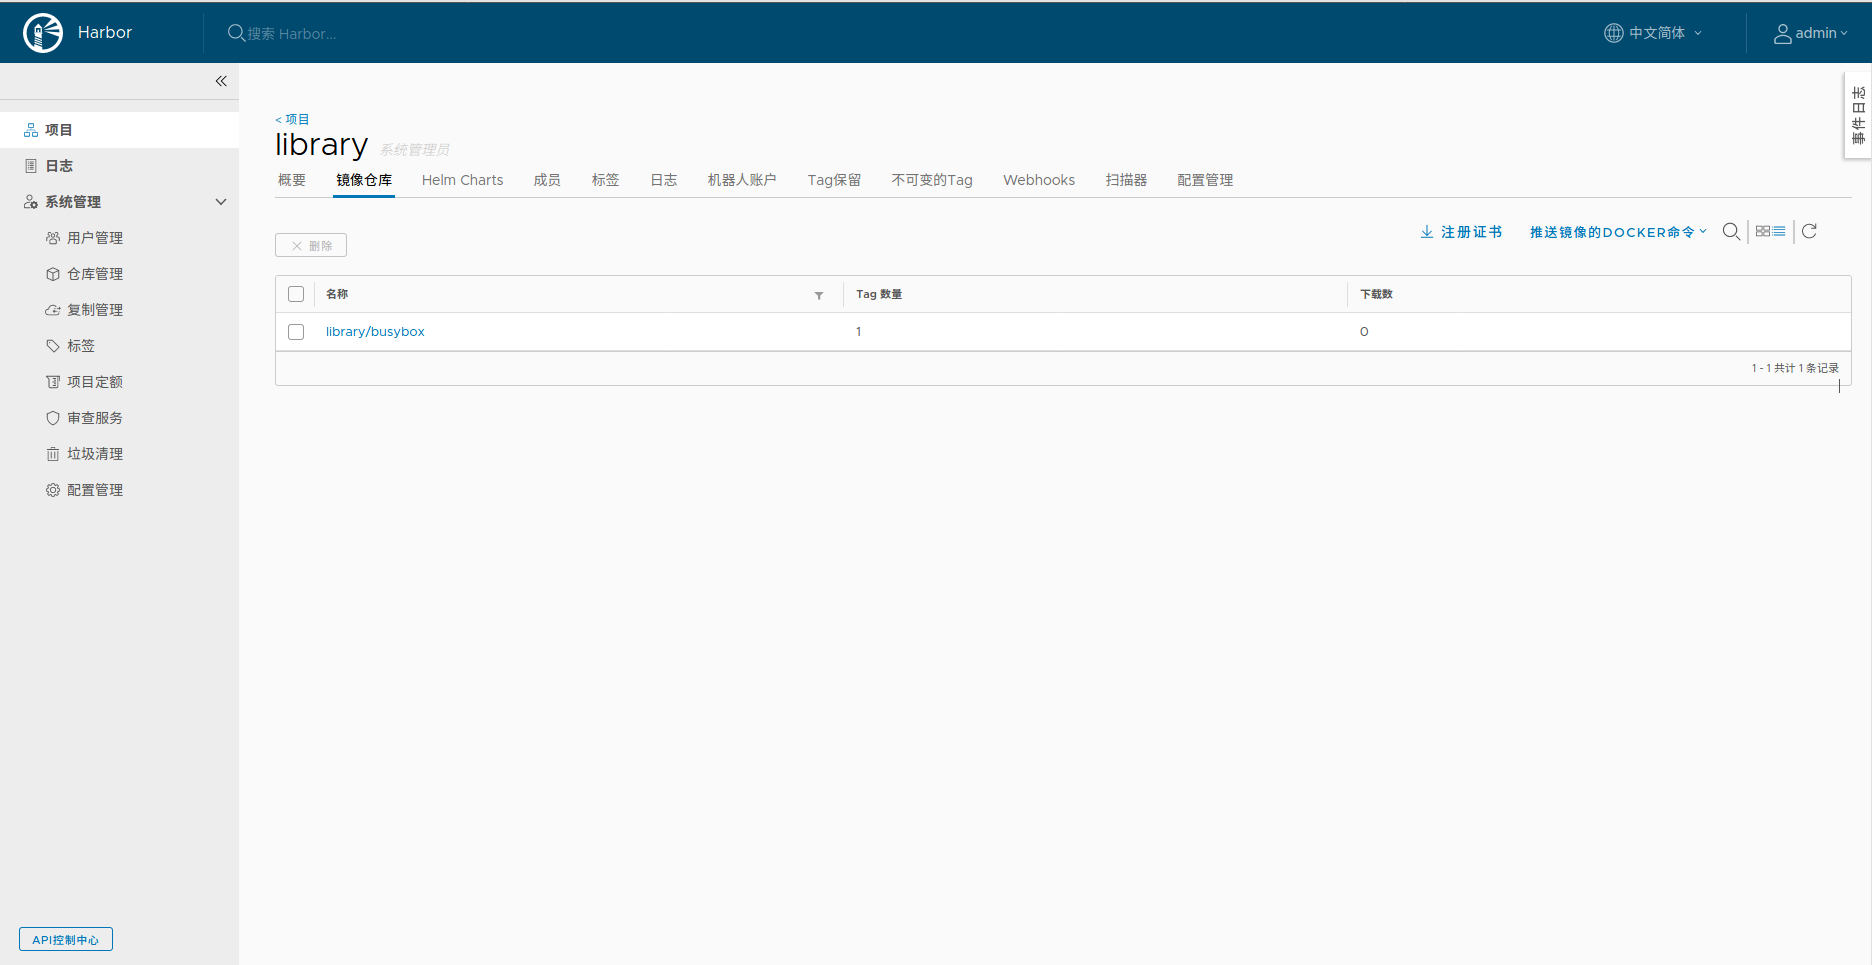 Harbor
搜索 Harbor...
中文简体
admin
事件日志
项目
日志
系统管理
用户管理
仓库管理
复制管理
标签
项目定额
审查服务
垃圾清理
配置管理
API控制中心
< 项目
library 系统管理员
概要 镜像仓库 Helm Charts 成员 标签 日志 机器人账户 Tag保留 不可变的Tag Webhooks 扫描器 配置管理
注册证书 推送镜像的DOCKER命令
删除
名称 Tag 数量 下载数
library/busybox 1 0
1 - 1 共计 1 条记录